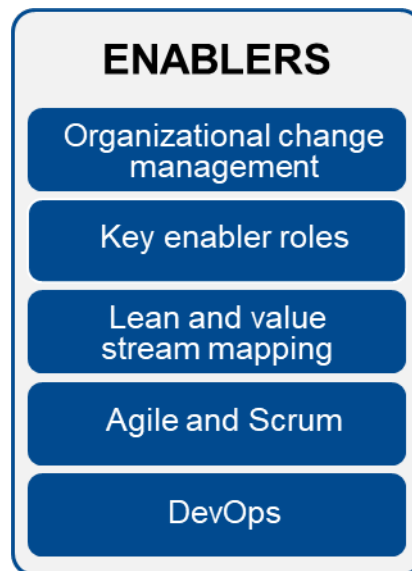 ENABLERS
Organizational change
management
Key enabler roles
Lean and value
stream mapping
Agile and Scrum
DevOps